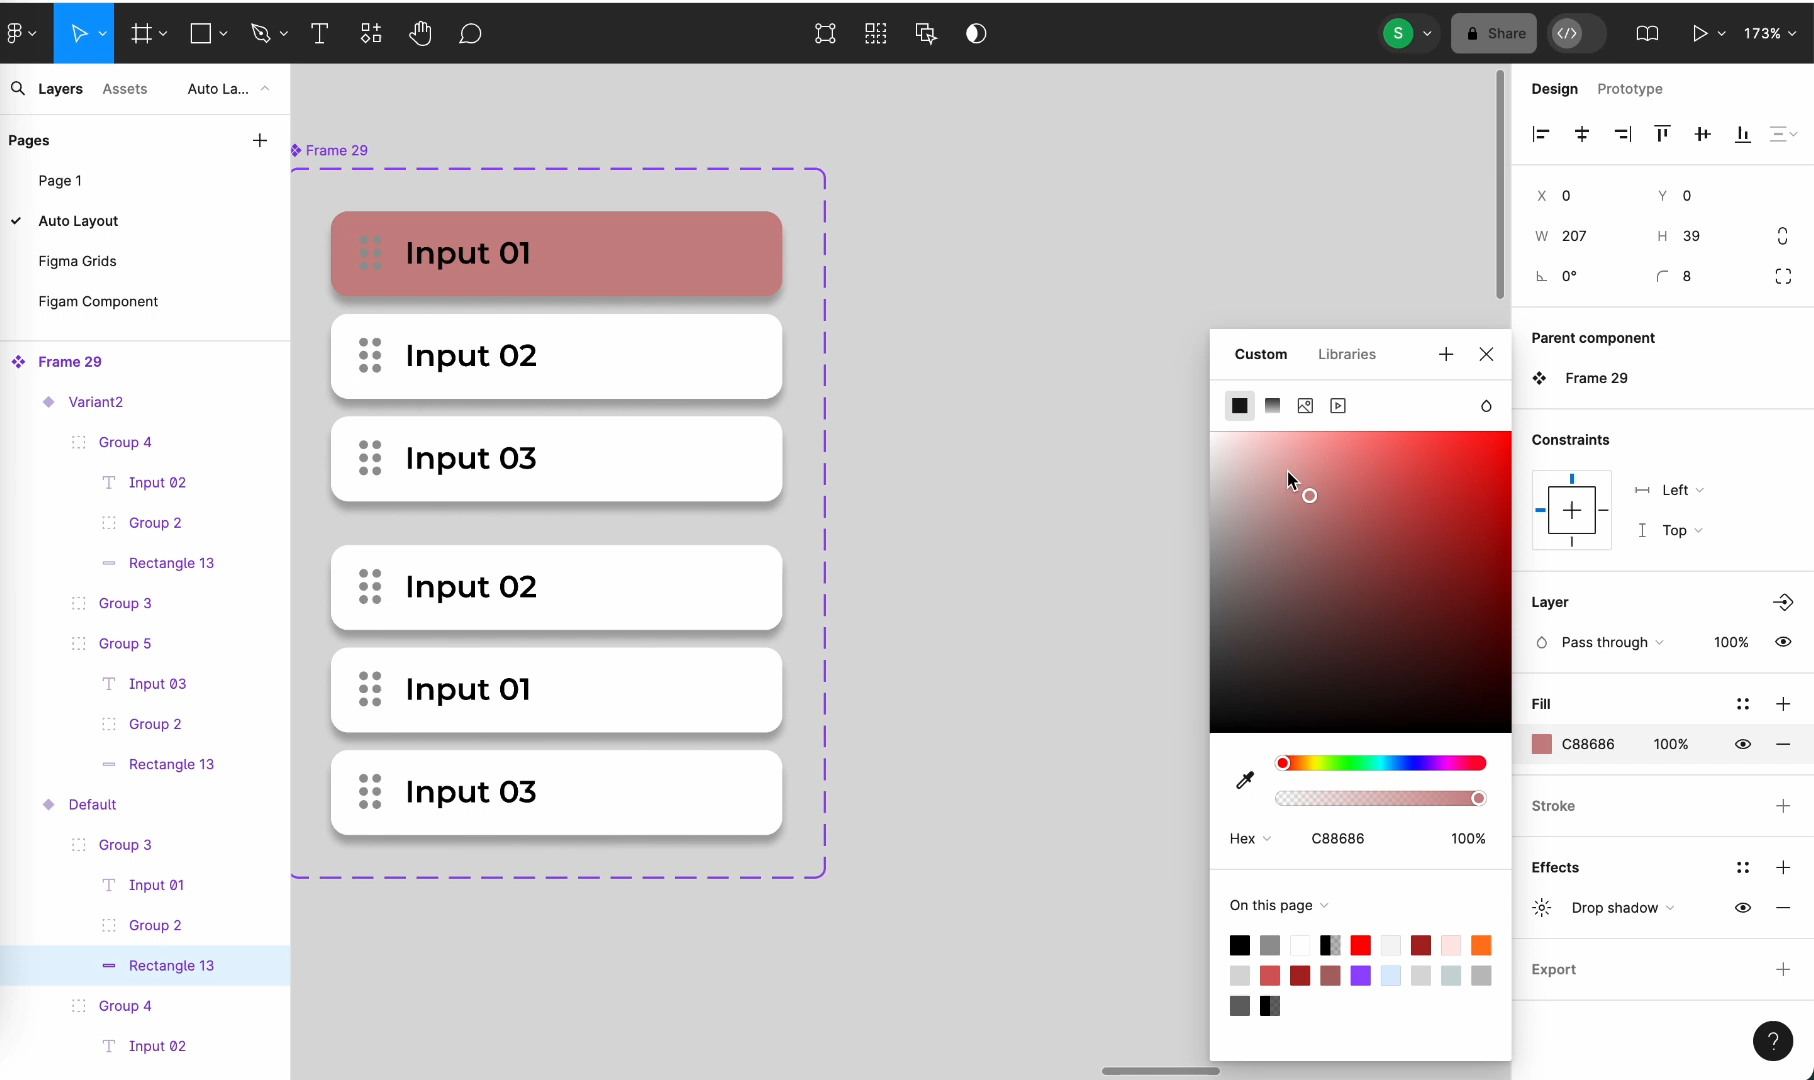 S
Share
173%
Layers
Assets
Auto La...
Pages
Page 1
Auto Layout
Figma Grids
Figam Component
Frame 29
Variant2
Group 4
Input 02
Group 2
Rectangle 13
Group 3
Group 5
Input 03
Group 2
Rectangle 13
Default
Group 3
Input 01
Group 2
Rectangle 13
Group 4
Input 02
Frame 29
Input 01
Input 02
Input 03
Input 02
Input 01
Input 03
Custom
Libraries
Hex
C88686
100%
On this page
Design
Prototype
X 0
Y 0
W 207
H 39
0°
8
Parent component
Frame 29
Constraints
Left
Top
Layer
Pass through
100%
Fill
C88686
100%
Stroke
Effects
Drop shadow
Export
?